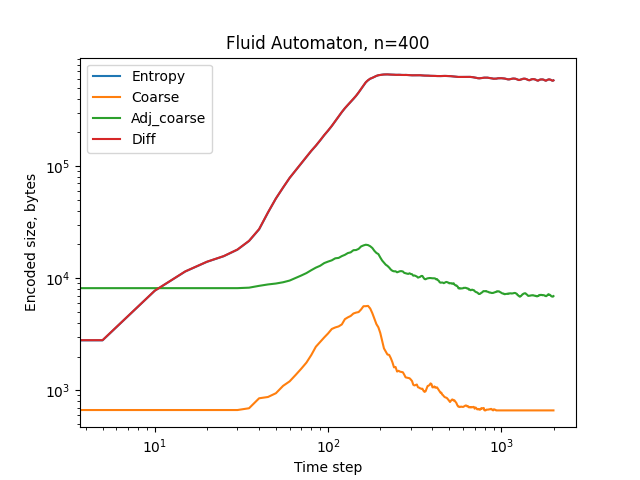 Fluid Automaton, n=400
Entropy
Coarse
Adj_coarse
Diff
Encoded size, bytes
10^5
10^4
10^3
10^1
10^2
10^3
Time step